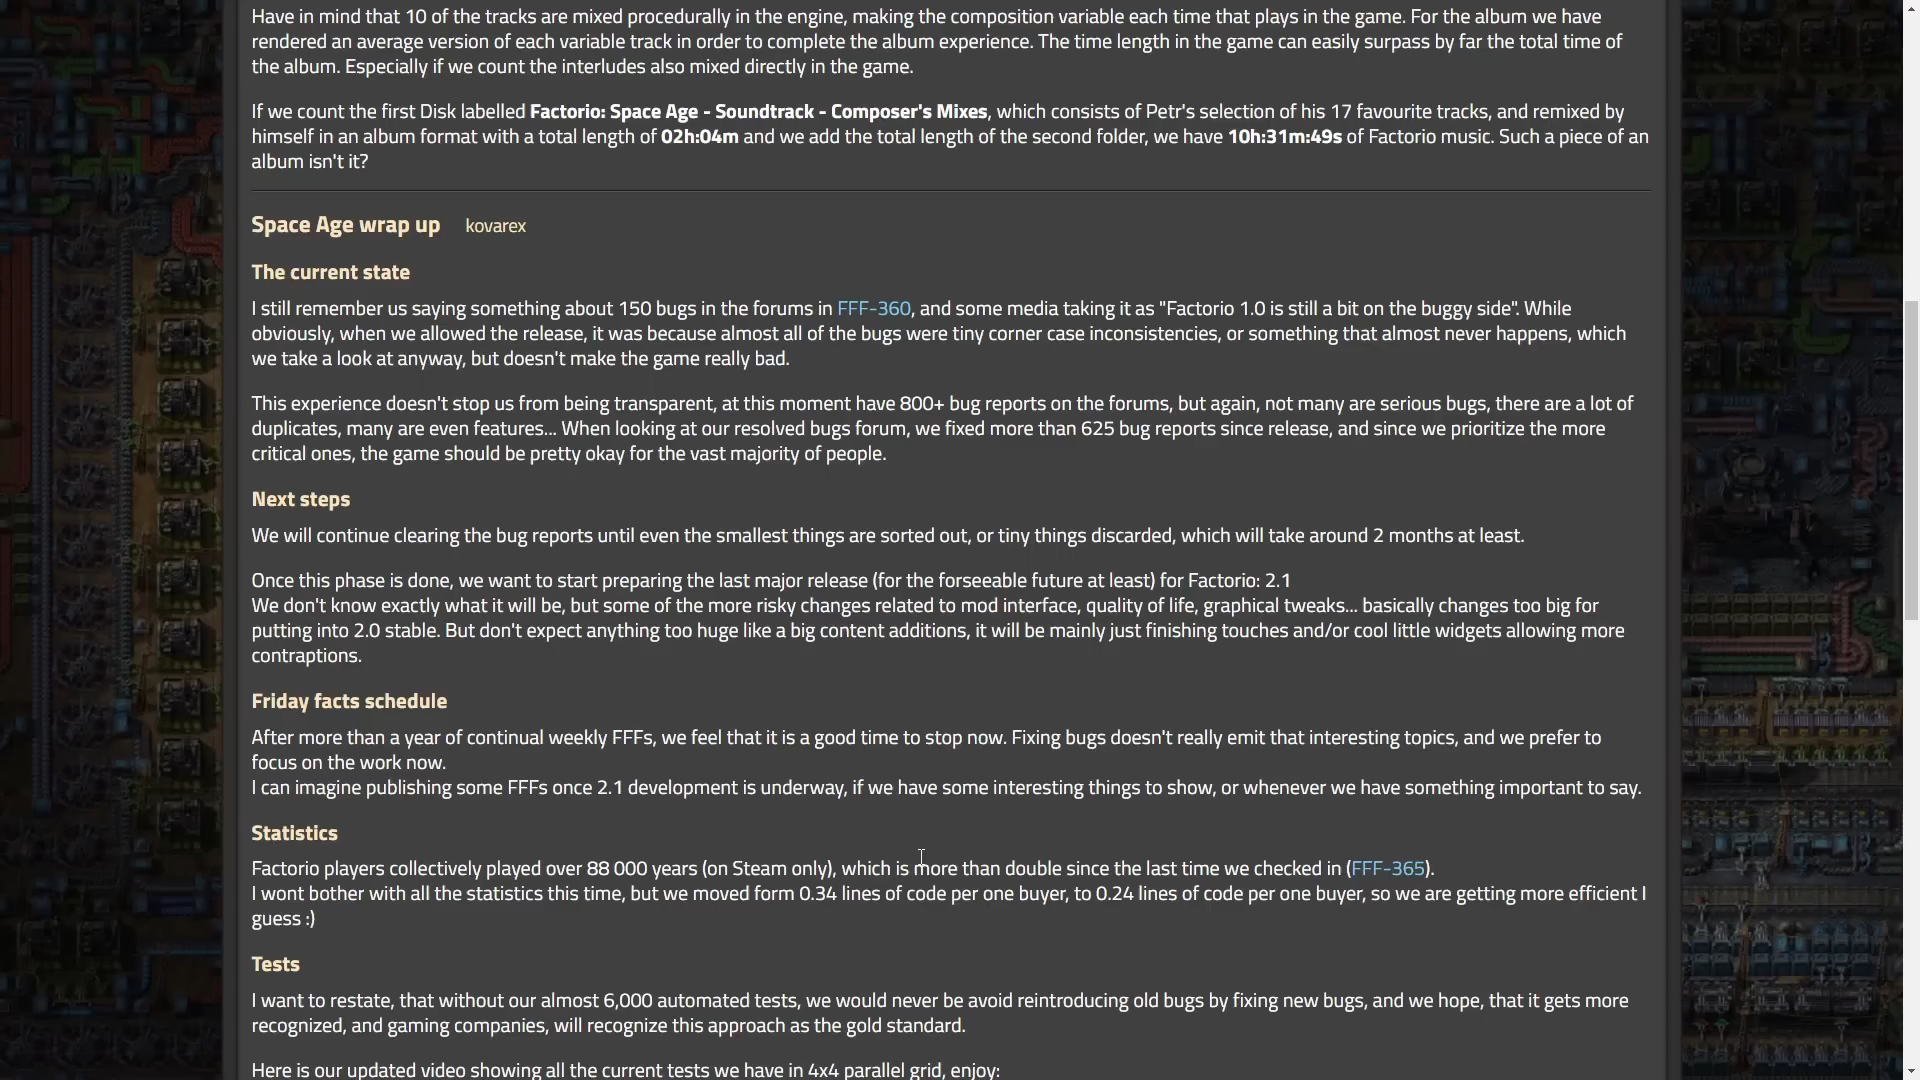 Have in mind that 10 of the tracks are mixed procedurally in the engine, making the composition variable each time that plays in the game. For the album we have
rendered an average version of each variable track in order to complete the album experience. The time length in the game can easily surpass by far the total time of
the album. Especially if we count the interludes also mixed directly in the game.
If we count the first Disk labelled Factorio: Space Age - Soundtrack - Composer's Mixes, which consists of Petr's selection of his 17 favourite tracks, and remixed by
himself in an album format with a total length of 02h:04m and we add the total length of the second folder, we have 10h:31m:49s of Factorio music. Such a piece of an
album isn't it?
Space Age wrap up kovarex
The current state
I still remember us saying something about 150 bugs in the forums in FFF-360, and some media taking it as "Factorio 1.0 is still a bit on the buggy side". While
obviously, when we allowed the release, it was because almost all of the bugs were tiny corner case inconsistencies, or something that almost never happens, which
we take a look at anyway, but doesn't make the game really bad.
This experience doesn't stop us from being transparent, at this moment have 800+ bug reports on the forums, but again, not many are serious bugs, there are a lot of
duplicates, many are even features... When looking at our resolved bugs forum, we fixed more than 625 bug reports since release, and since we prioritize the more
critical ones, the game should be pretty okay for the vast majority of people.
Next steps
We will continue clearing the bug reports until even the smallest things are sorted out, or tiny things discarded, which will take around 2 months at least.
Once this phase is done, we want to start preparing the last major release (for the forseeable future at least) for Factorio: 2.1
We don't know exactly what it will be, but some of the more risky changes related to mod interface, quality of life, graphical tweaks... basically changes too big for
putting into 2.0 stable. But don't expect anything too huge like a big content additions, it will be mainly just finishing touches and/or cool little widgets allowing more
contraptions.
Friday facts schedule
After more than a year of continual weekly FFFs, we feel that it is a good time to stop now. Fixing bugs doesn't really emit that interesting topics, and we prefer to
focus on the work now.
I can imagine publishing some FFFs once 2.1 development is underway, if we have some interesting things to show, or whenever we have something important to say.
Statistics
Factorio players collectively played over 88 000 years (on Steam only), which is more than double since the last time we checked in (FFF-365).
I wont bother with all the statistics this time, but we moved form 0.34 lines of code per one buyer, to 0.24 lines of code per one buyer, so we are getting more efficient I
guess :)
Tests
I want to restate, that without our almost 6,000 automated tests, we would never be avoid reintroducing old bugs by fixing new bugs, and we hope, that it gets more
recognized, and gaming companies, will recognize this approach as the gold standard.
Here is our updated video showing all the current tests we have in 4x4 parallel grid, enjoy: